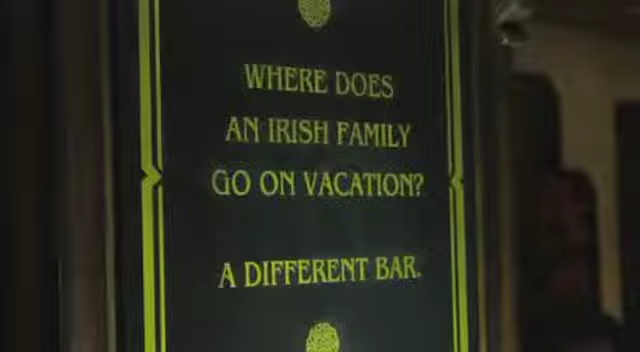 WHERE DOES
AN IRISH FAMILY
GO ON VACATION?
A DIFFERENT BAR.